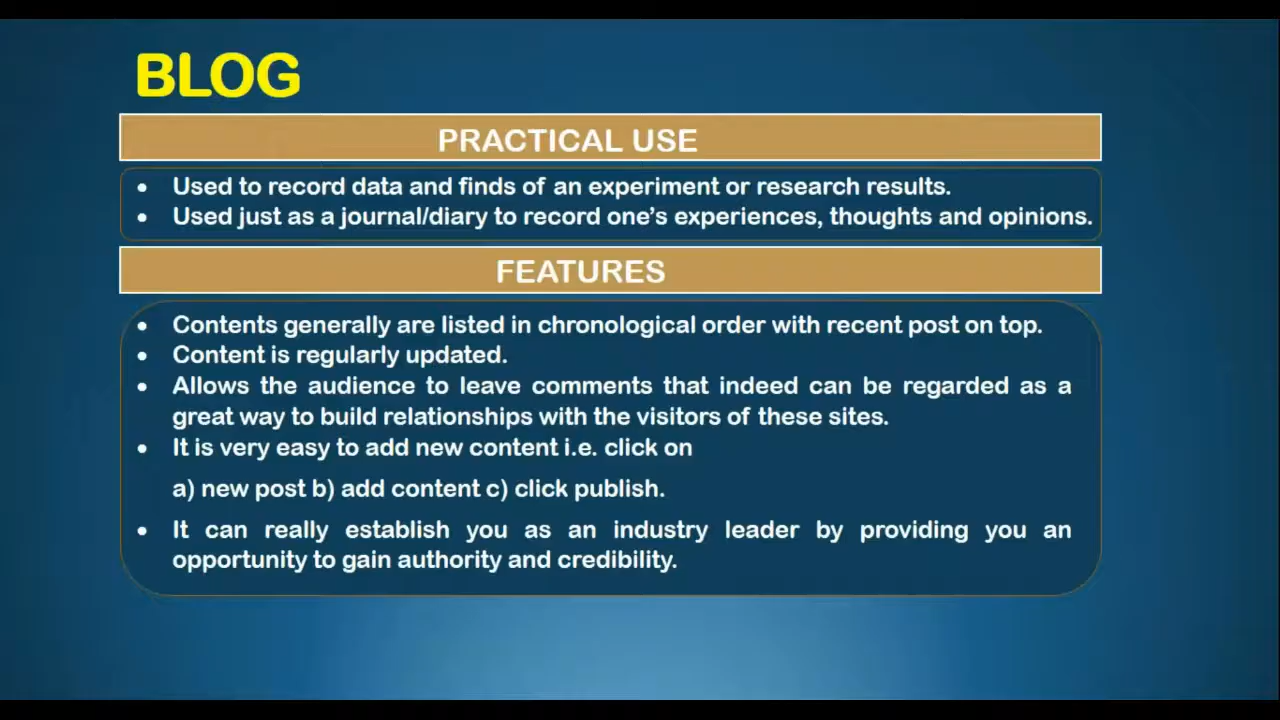 BLOG
PRACTICAL USE
• Used to record data and finds of an experiment or research results.
• Used just as a journal/diary to record one's experiences, thoughts and opinions.
FEATURES
• Contents generally are listed in chronological order with recent post on top.
• Content is regularly updated.
• Allows the audience to leave comments that indeed can be regarded as a
great way to build relationships with the visitors of these sites.
• It is very easy to add new content i.e. click on
a) new post b) add content c) click publish.
• It can really establish you as an industry leader by providing you an
opportunity to gain authority and credibility.